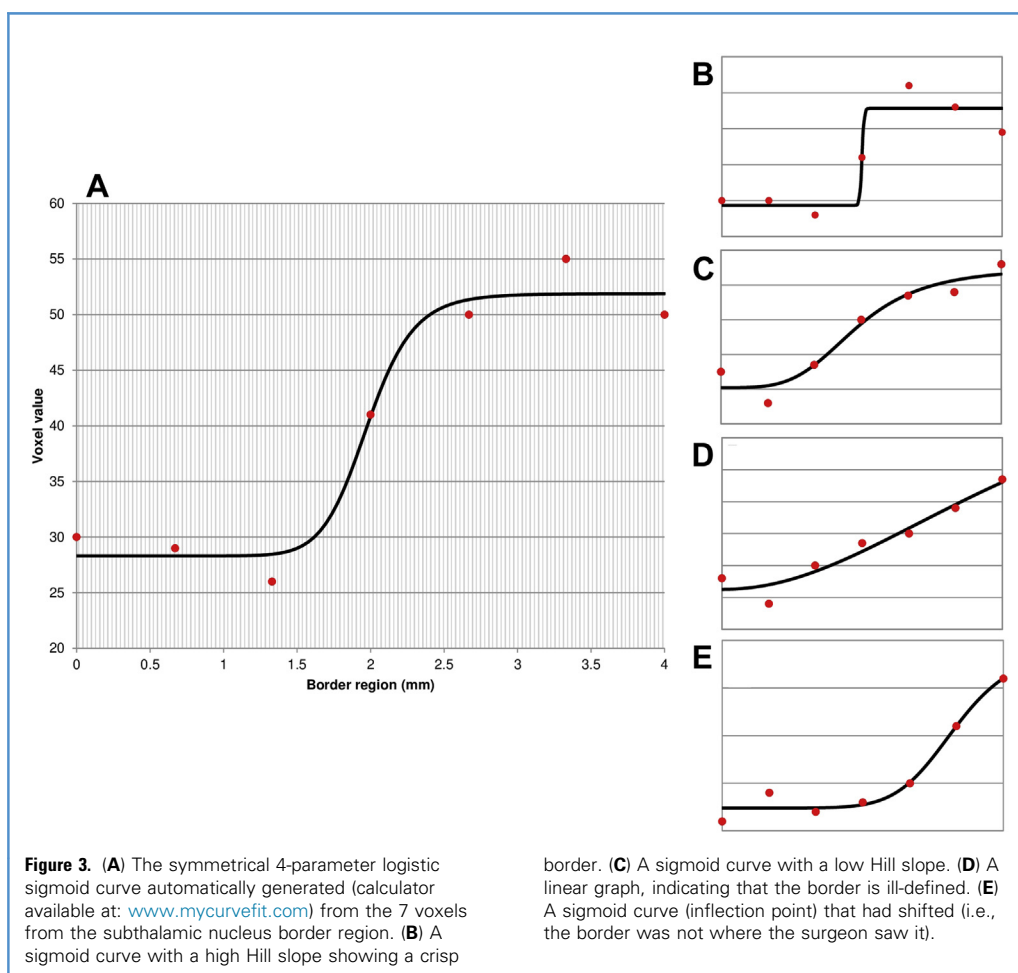 A
60
55
50
45
40
35
30
25
20
Voxel value
0 0.5 1 1.5 2 2.5 3 3.5 4
Border region (mm)
B
C
D
E
Figure 3. (A) The symmetrical 4-parameter logistic
sigmoid curve automatically generated (calculator
available at: www.mycurvefit.com) from the 7 voxels
from the subthalamic nucleus border region. (B) A
sigmoid curve with a high Hill slope showing a crisp
border. (C) A sigmoid curve with a low Hill slope. (D) A
linear graph, indicating that the border is ill-defined. (E)
A sigmoid curve (inflection point) that had shifted (i.e.,
the border was not where the surgeon saw it).